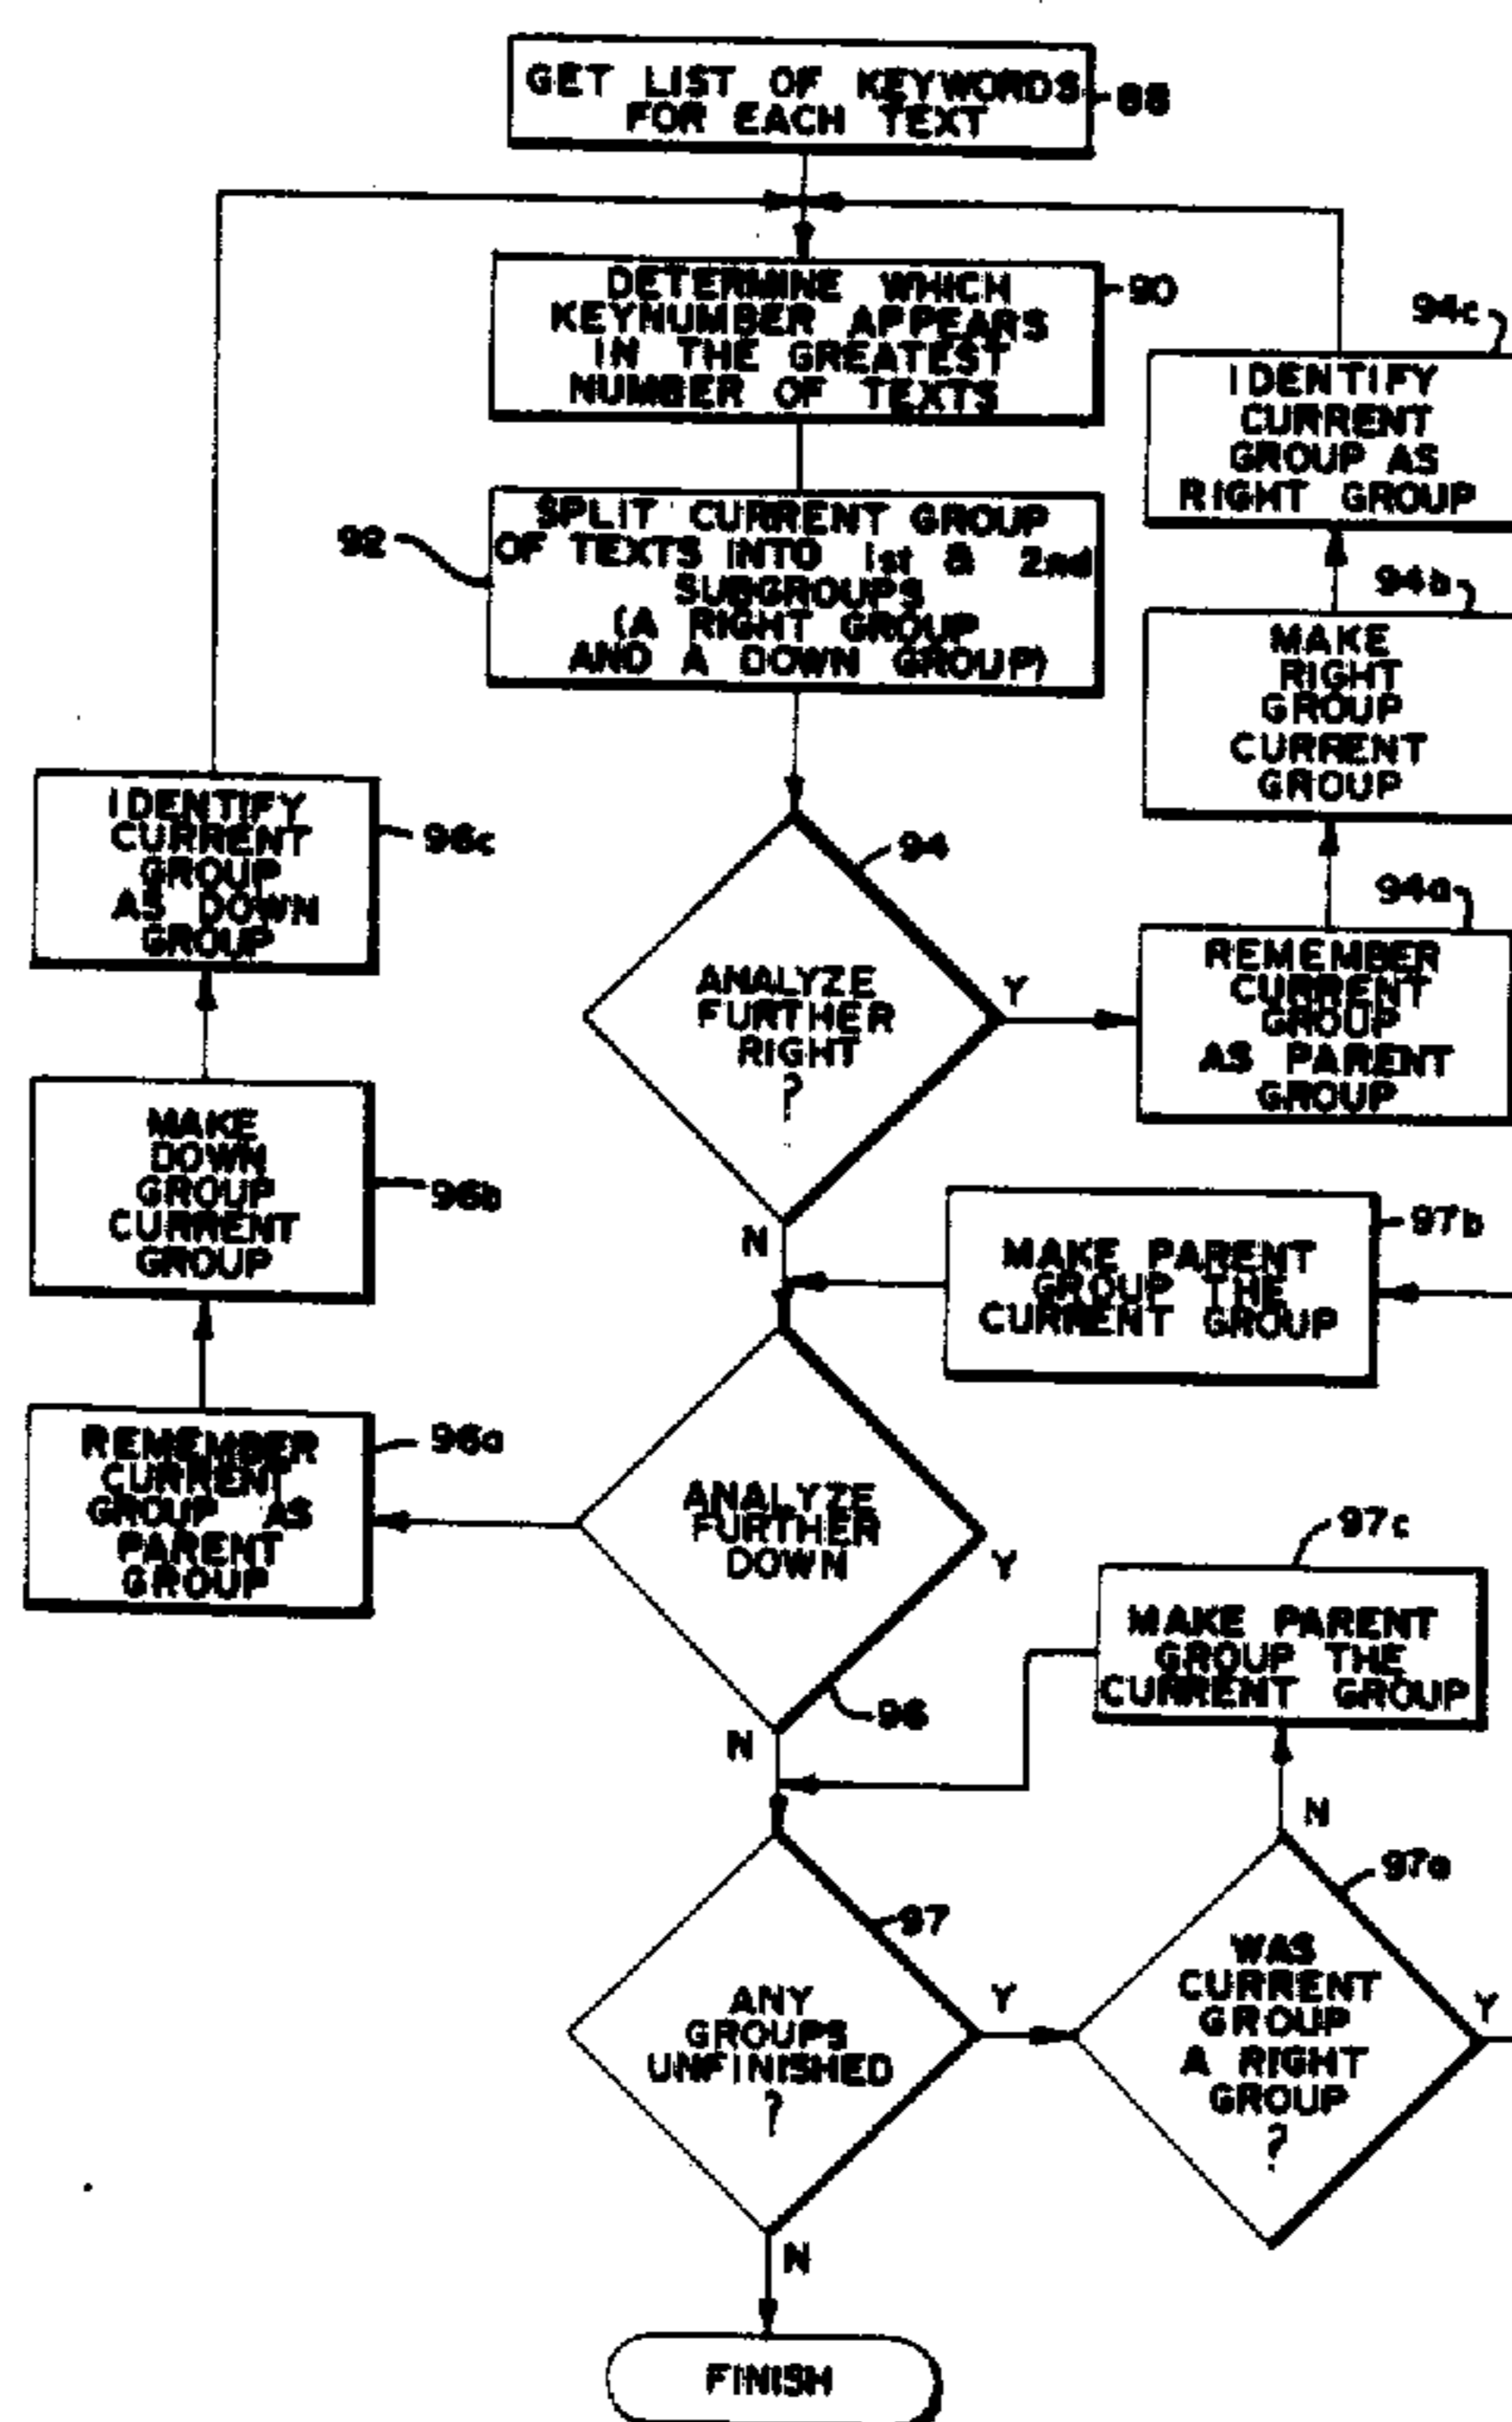 GET LIST OF KEYWORDS
FOR EACH TEXT
88
DETERMINE WHICH
KEYNUMBER APPEARS
IN THE GREATEST
NUMBER OF TEXTS
90
SPLIT CURRENT GROUP
OF TEXTS INTO 1st & 2nd
SUBGROUPS
(A RIGHT GROUP
AND A DOWN GROUP)
92
94c
IDENTIFY
CURRENT
GROUP AS
RIGHT GROUP
94b
MAKE
RIGHT
GROUP
CURRENT
GROUP
94a
REMEMBER
CURRENT
GROUP
AS PARENT
GROUP
94
ANALYZE
FURTHER
RIGHT
?
Y
N
IDENTIFY
CURRENT
GROUP
AS DOWN
GROUP
96c
MAKE
DOWN
GROUP
CURRENT
GROUP
96b
REMEMBER
CURRENT
GROUP AS
PARENT
GROUP
96a
MAKE PARENT
GROUP THE
CURRENT GROUP
97b
ANALYZE
FURTHER
DOWN
Y
96
N
97c
MAKE PARENT
GROUP THE
CURRENT GROUP
N
97a
WAS
CURRENT
GROUP
A RIGHT
GROUP
?
Y
97
ANY
GROUPS
UNFINISHED
?
Y
N
FINISH